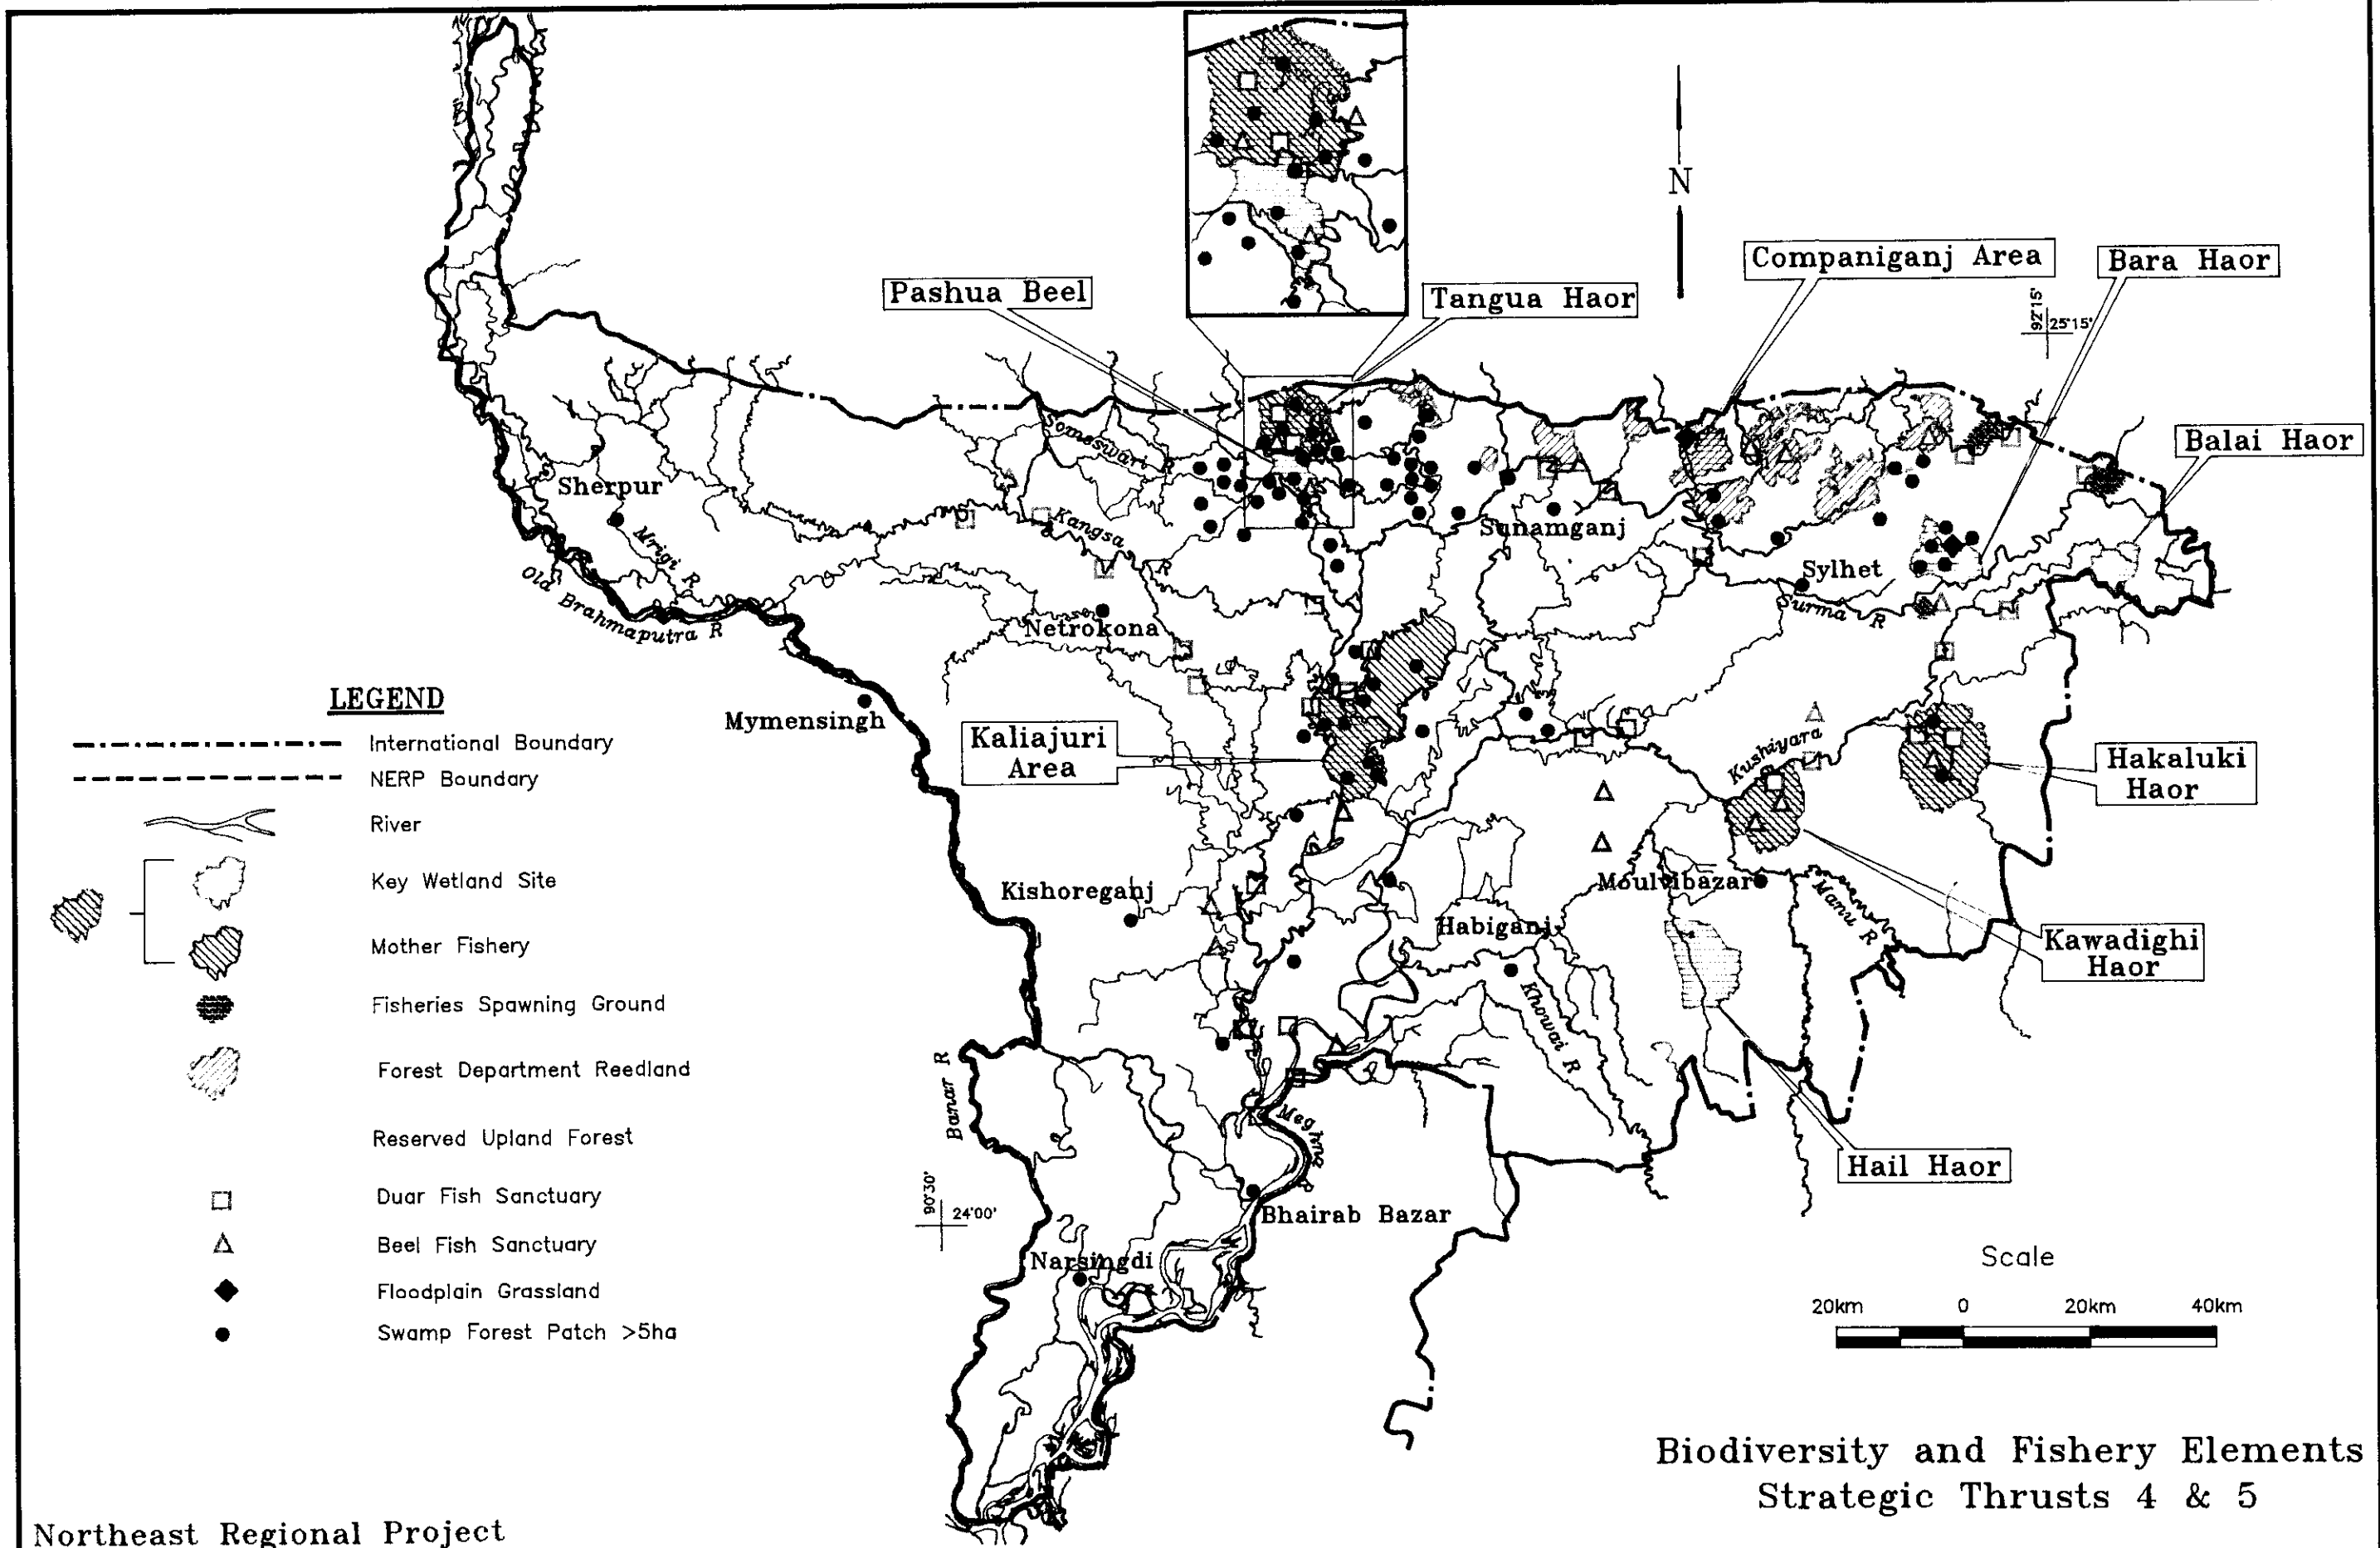 N
Pashua Beel
Tangua Haor
Companiganj Area
Bara Haor
92°15'
25°15'
Balai Haor
Someswari R
Sherpur
Mrigi R
Kangsa R
Sunamganj
Sylhet
Surma R
Old Brahmaputra R
Netrokona
Mymensingh
Kaliajuri
Area
Kushiyara
Hakaluki
Haor
Kishoreganj
Moulvibazar
Manu R
Habiganj
Kawadighi
Haor
Khowai R
Banar R
Meghna R
Hail Haor
90°30'
24°00'
Bhairab Bazar
Narsingdi
LEGEND
International Boundary
NERP Boundary
River
Key Wetland Site
Mother Fishery
Fisheries Spawning Ground
Forest Department Reedland
Reserved Upland Forest
Duar Fish Sanctuary
Beel Fish Sanctuary
Floodplain Grassland
Swamp Forest Patch >5ha
Scale
20km 0 20km 40km
Biodiversity and Fishery Elements
Strategic Thrusts 4 & 5
Northeast Regional Project